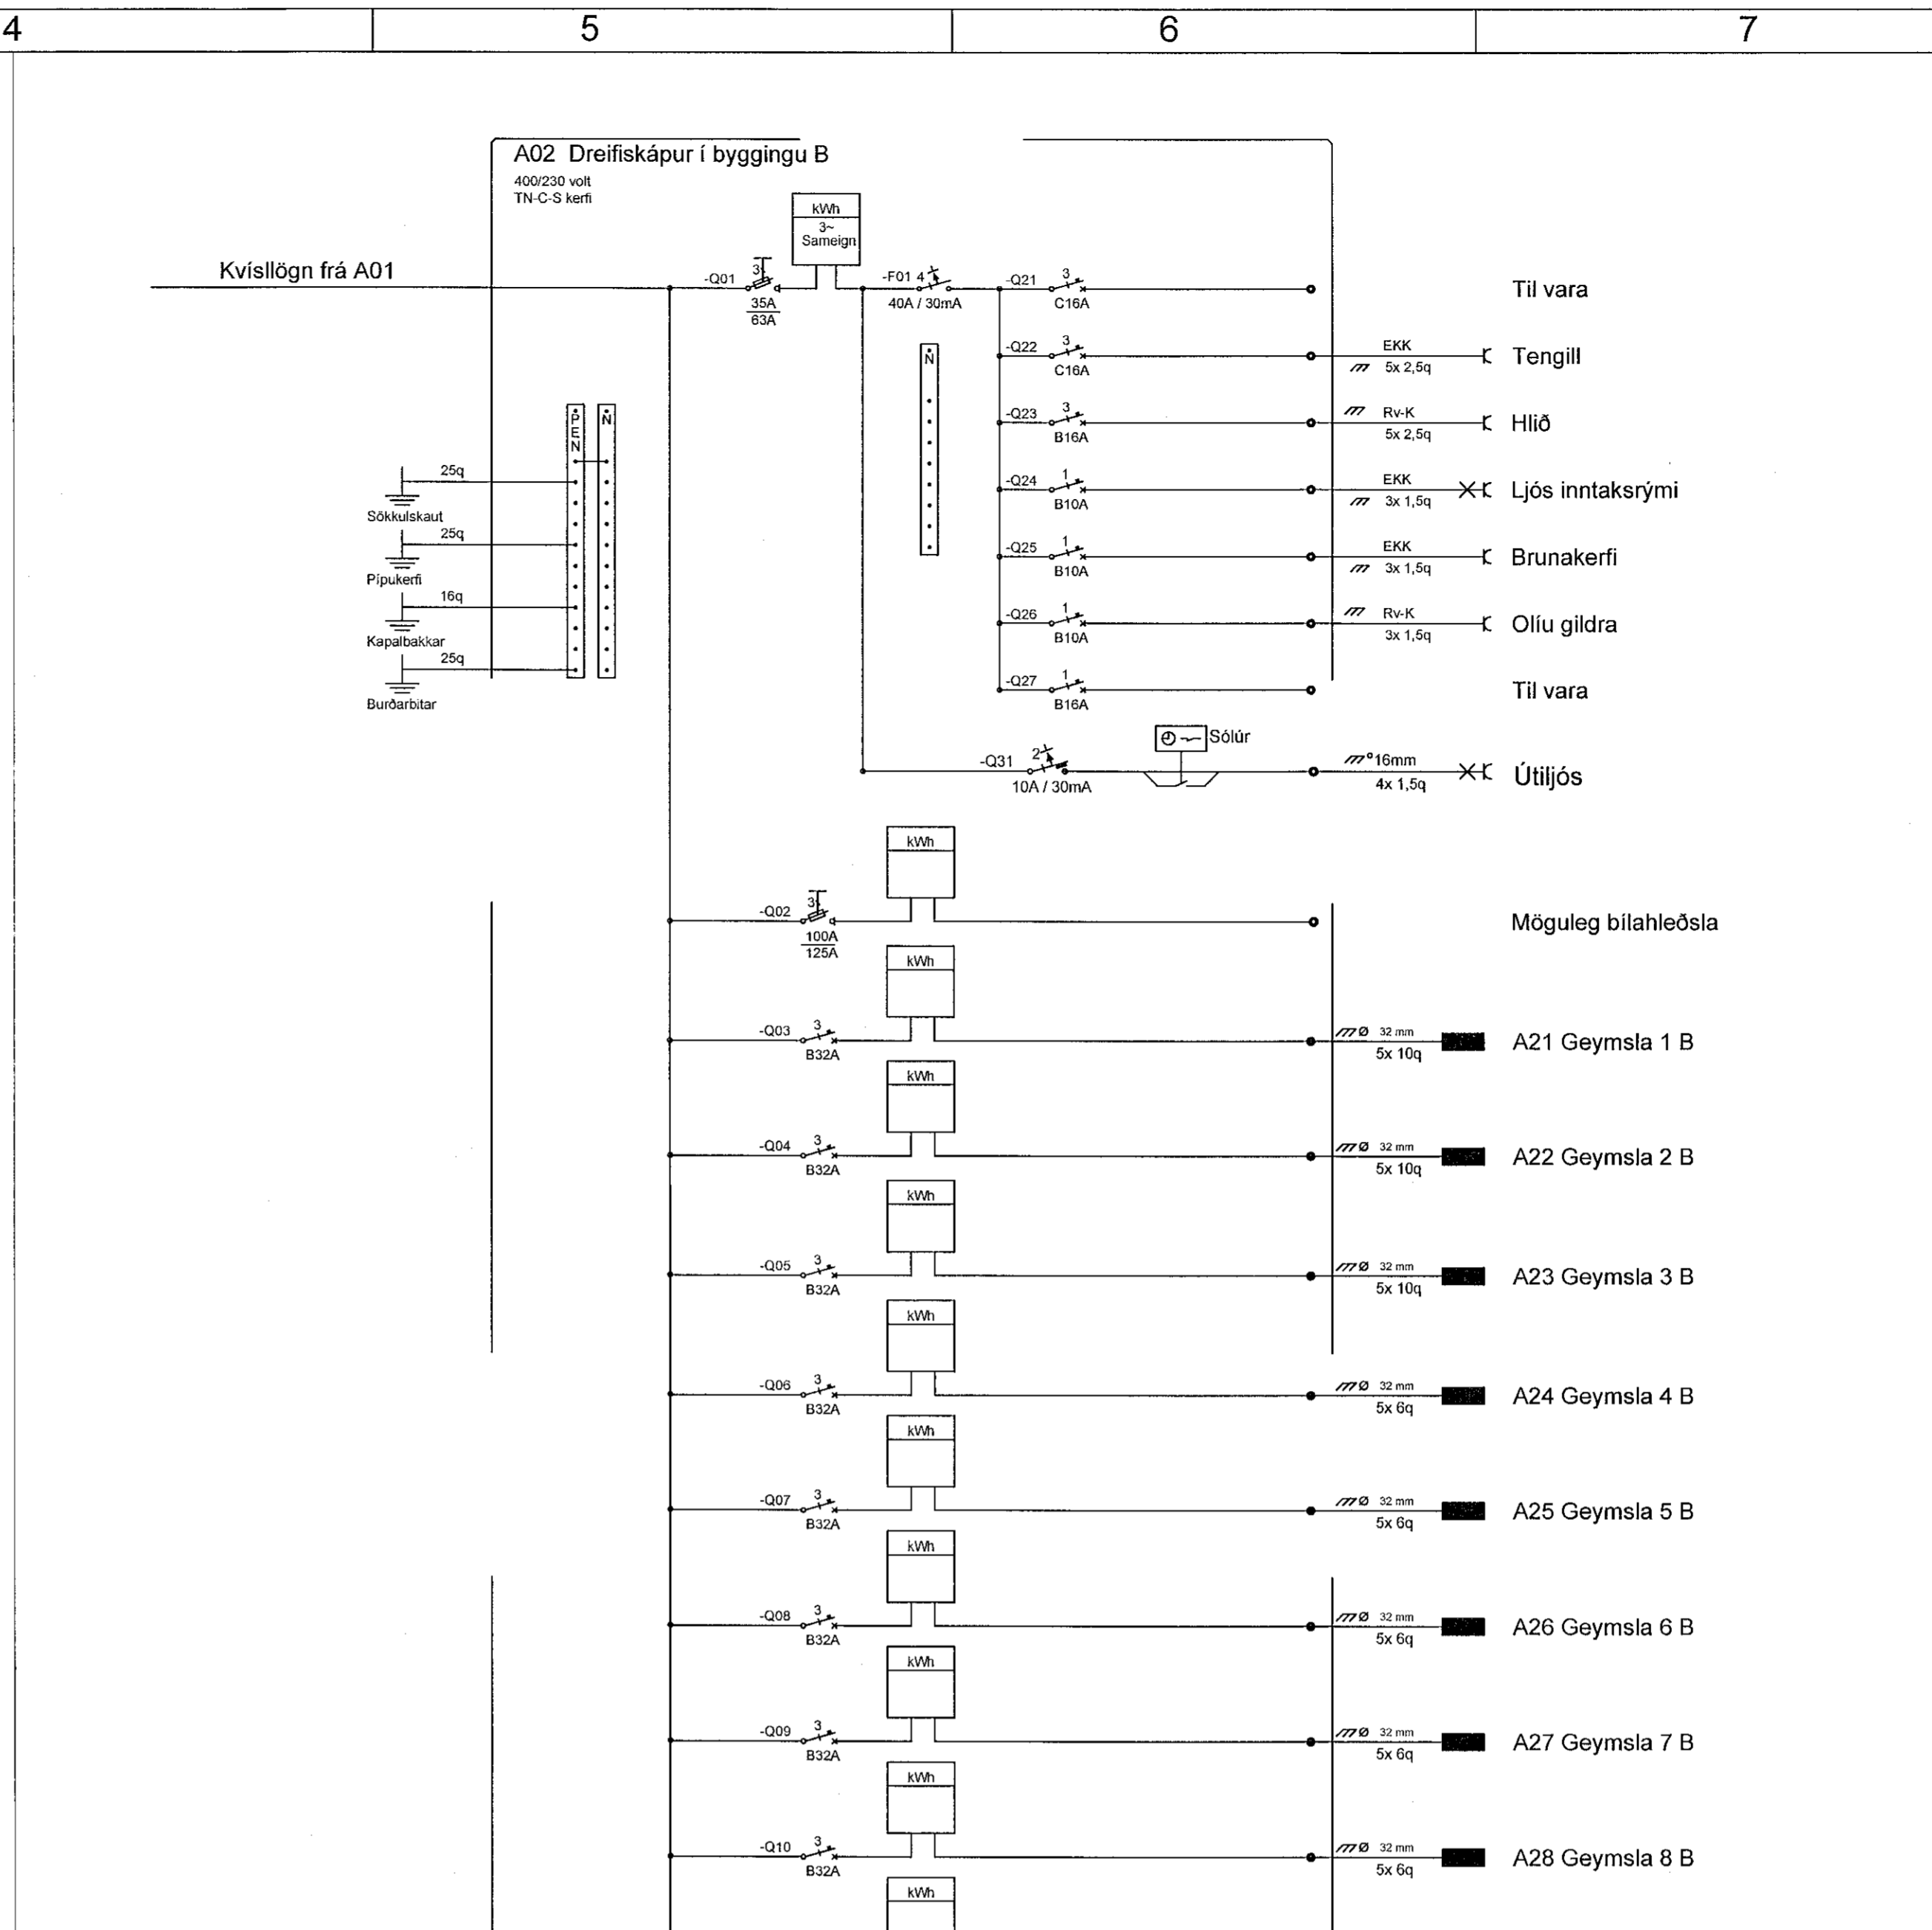 4
5
6
7
A02 Dreifiskápur í byggingu B
400/230 volt
TN-C-S kerfi
kWh
3~
Sameign
Kvísllögn frá A01
-Q01
3
35A
63A
-F01 4
40A / 30mA
-Q21
3
C16A
Til vara
N
-Q22
3
C16A
EKK
5x 2,5q
Tengill
-Q23
3
B16A
Rv-K
5x 2,5q
Hlið
PEN
N
25q
Sökkulskaut
-Q24
1
B10A
EKK
3x 1,5q
Ljós inntaksrými
25q
Pípukerfi
-Q25
1
B10A
EKK
3x 1,5q
Brunakerfi
16q
Kapalbakkar
-Q26
1
B10A
Rv-K
3x 1,5q
Olíu gildra
25q
Burðarbitar
-Q27
1
B16A
Til vara
Sólúr
-Q31
2
10A / 30mA
16mm
4x 1,5q
Útiljós
kWh
-Q02
3
100A
125A
Möguleg bílahleðsla
kWh
-Q03
3
B32A
Ø 32 mm
5x 10q
A21 Geymsla 1 B
kWh
-Q04
3
B32A
Ø 32 mm
5x 10q
A22 Geymsla 2 B
kWh
-Q05
3
B32A
Ø 32 mm
5x 10q
A23 Geymsla 3 B
kWh
-Q06
3
B32A
Ø 32 mm
5x 6q
A24 Geymsla 4 B
kWh
-Q07
3
B32A
Ø 32 mm
5x 6q
A25 Geymsla 5 B
kWh
-Q08
3
B32A
Ø 32 mm
5x 6q
A26 Geymsla 6 B
kWh
-Q09
3
B32A
Ø 32 mm
5x 6q
A27 Geymsla 7 B
kWh
-Q10
3
B32A
Ø 32 mm
5x 6q
A28 Geymsla 8 B
kWh